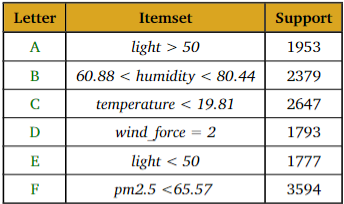 Letter Itemset Support
A light > 50 1953
B 60.88 < humidity < 80.44 2379
C temperature < 19.81 2647
D wind_force = 2 1793
E light < 50 1777
F pm2.5 <65.57 3594